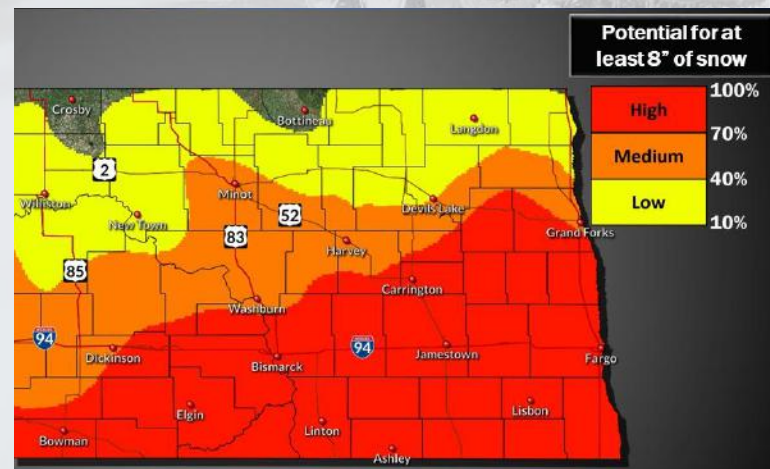 Potential for at
least 8” of snow
100%
High
70%
Medium
40%
Low
10%
Crosby
Bottineau
Langdon
2
Williston
New Town
Minot
52
Devils Lake
Grand Forks
83
Harvey
85
Carrington
Washburn
94
Dickinson
Bismarck
94
Jamestown
Fargo
Elgin
Linton
Lisbon
Bowman
Ashley